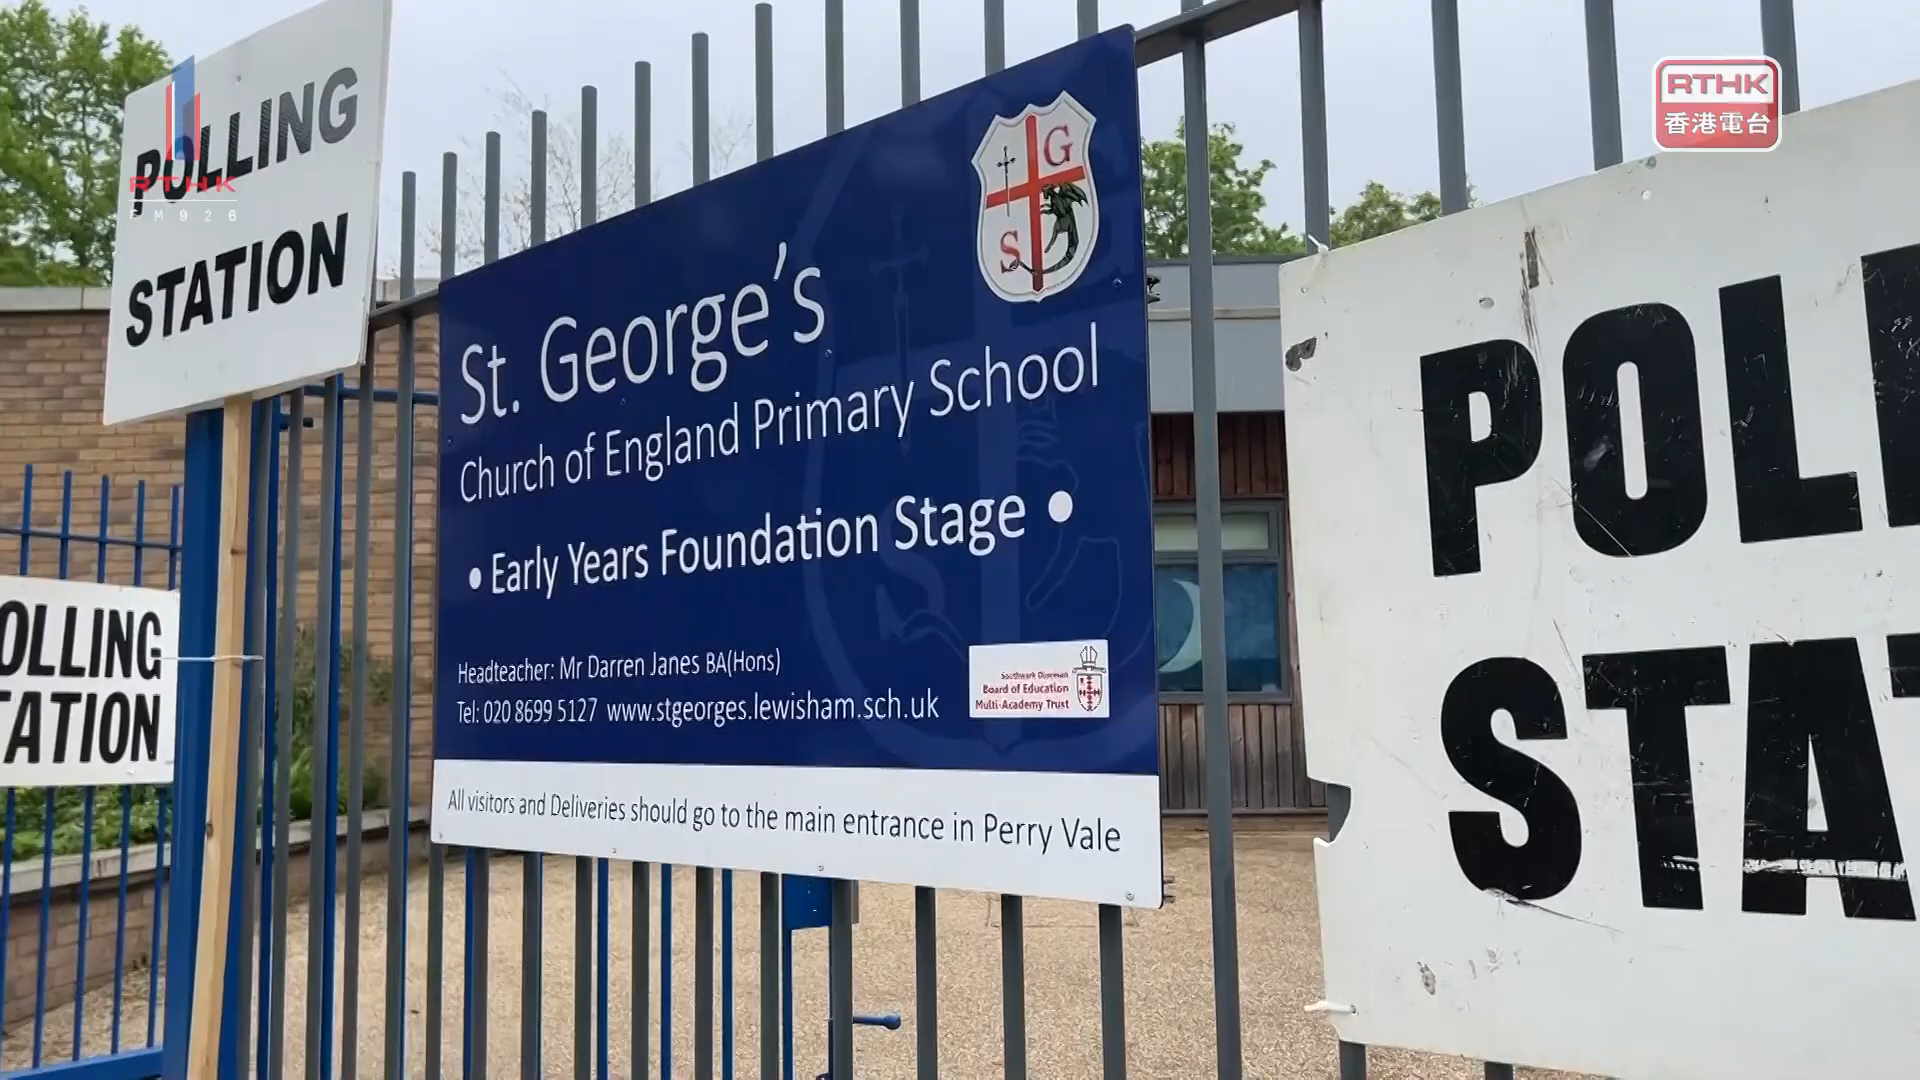 POLLING
STATION
RTHK
FM926
OLLING
TATION
G
S
St. George's
Church of England Primary School
• Early Years Foundation Stage •
Headteacher: Mr Darren Janes BA(Hons)
Tel: 020 8699 5127 www.stgeorges.lewisham.sch.uk
Southwark Diocesan
Board of Education
Multi-Academy Trust
All visitors and Deliveries should go to the main entrance in Perry Vale
RTHK
香港電台
POLL
STAT